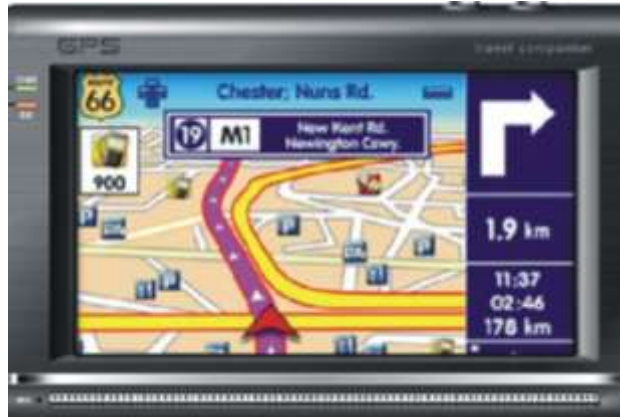 GPS
travel companion
ROUTE
66
Chester; Nuns Rd.
19 M1 New Kent Rd.
Newington Cswy.
900
P
P
P
P
P
1.9 km
11:37
02:46
178 km